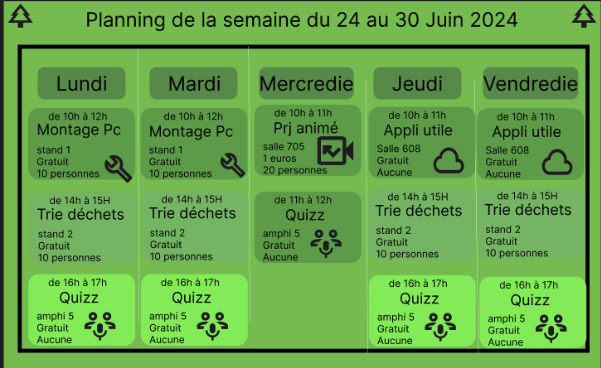 Planning de la semaine du 24 au 30 Juin 2024
Lundi
de 10h à 12h
Montage Pc
stand 1
Gratuit
10 personnes
de 14h à 15H
Trie déchets
stand 2
Gratuit
10 personnes
de 16h à 17h
Quizz
amphi 5
Gratuit
Aucune
Mardi
de 10h à 12h
Montage Pc
stand 1
Gratuit
10 personnes
de 14h à 15H
Trie déchets
stand 2
Gratuit
10 personnes
de 16h à 17h
Quizz
amphi 5
Gratuit
Aucune
Mercredie
de 10h à 11h
Prj animé
salle 705
1 euros
20 personnes
de 11h à 12h
Quizz
amphi 5
Gratuit
Aucune
Jeudi
de 10h à 11h
Appli utile
Salle 608
Gratuit
Aucune
de 14h à 15H
Trie déchets
stand 2
Gratuit
10 personnes
de 16h à 17h
Quizz
amphi 5
Gratuit
Aucune
Vendredie
de 10h à 11h
Appli utile
Salle 608
Gratuit
Aucune
de 14h à 15H
Trie déchets
stand 2
Gratuit
10 personnes
de 16h à 17h
Quizz
amphi 5
Gratuit
Aucune